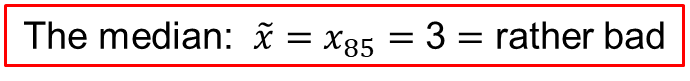 The median: x̃ = x₈₅ = 3 = rather bad